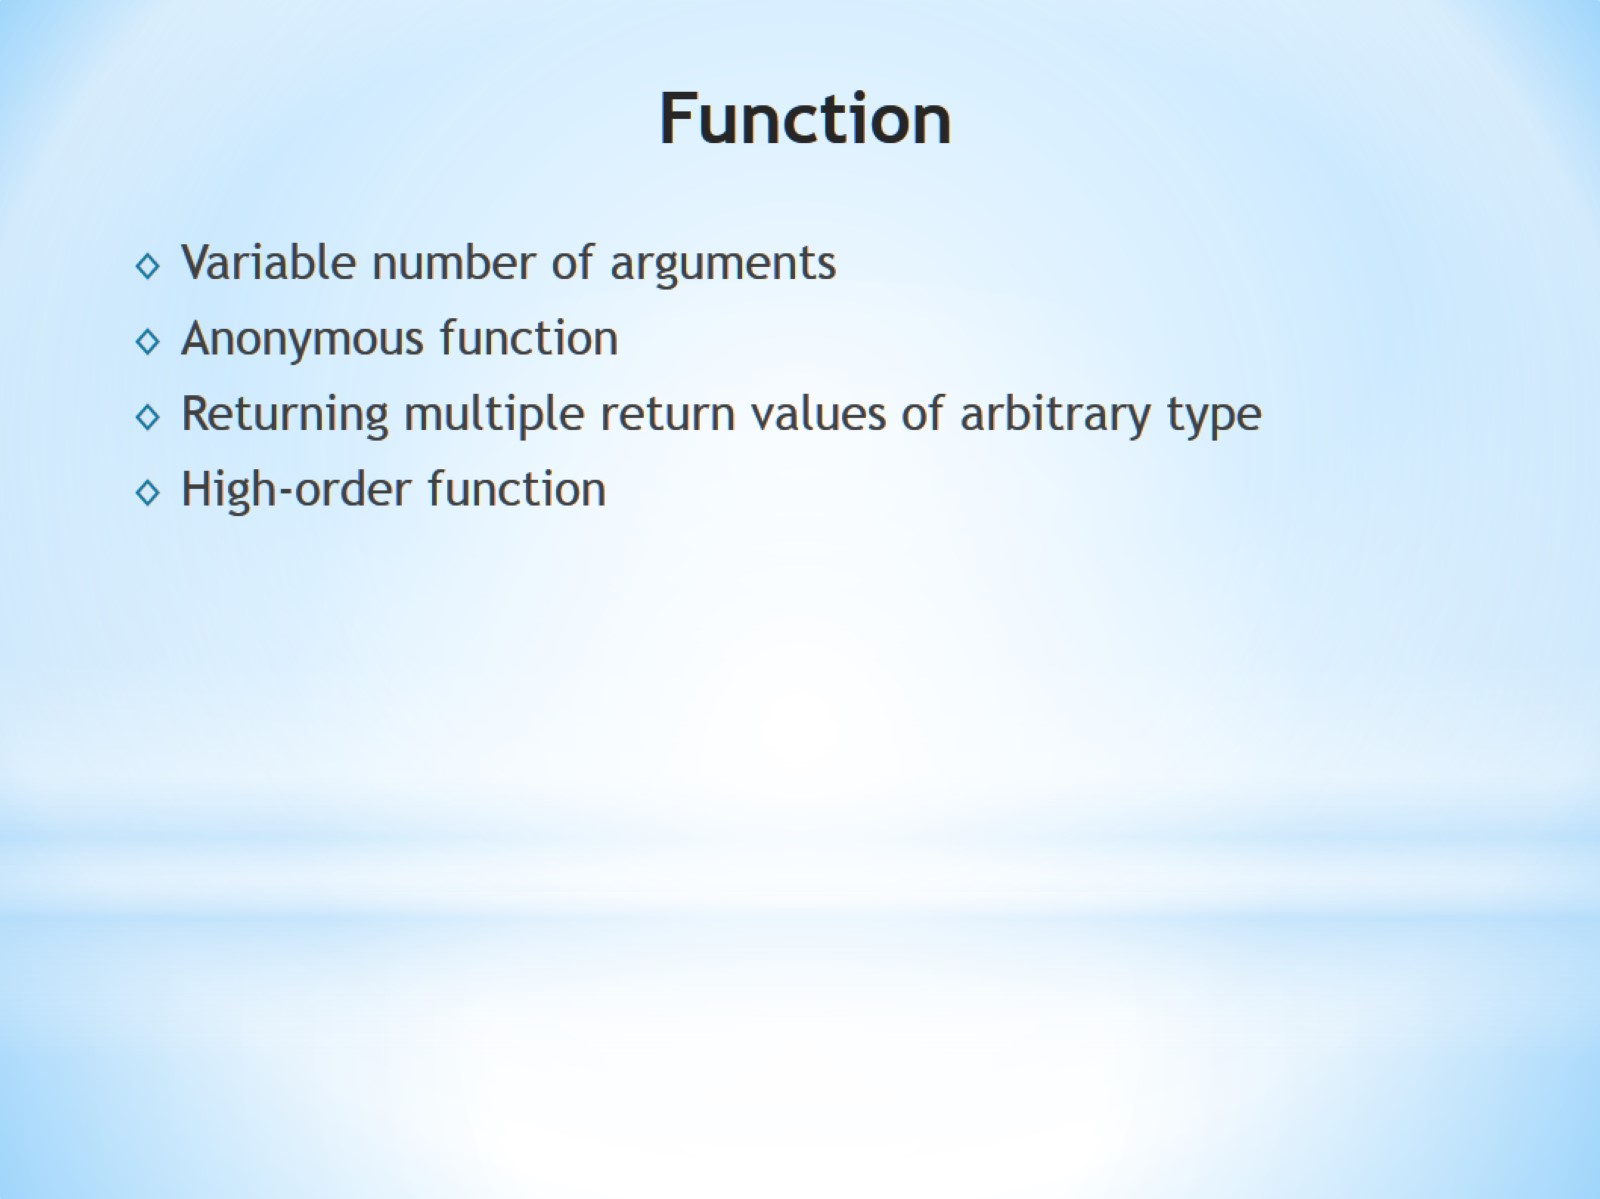 Function
◇ Variable number of arguments
◇ Anonymous function
◇ Returning multiple return values of arbitrary type
◇ High-order function